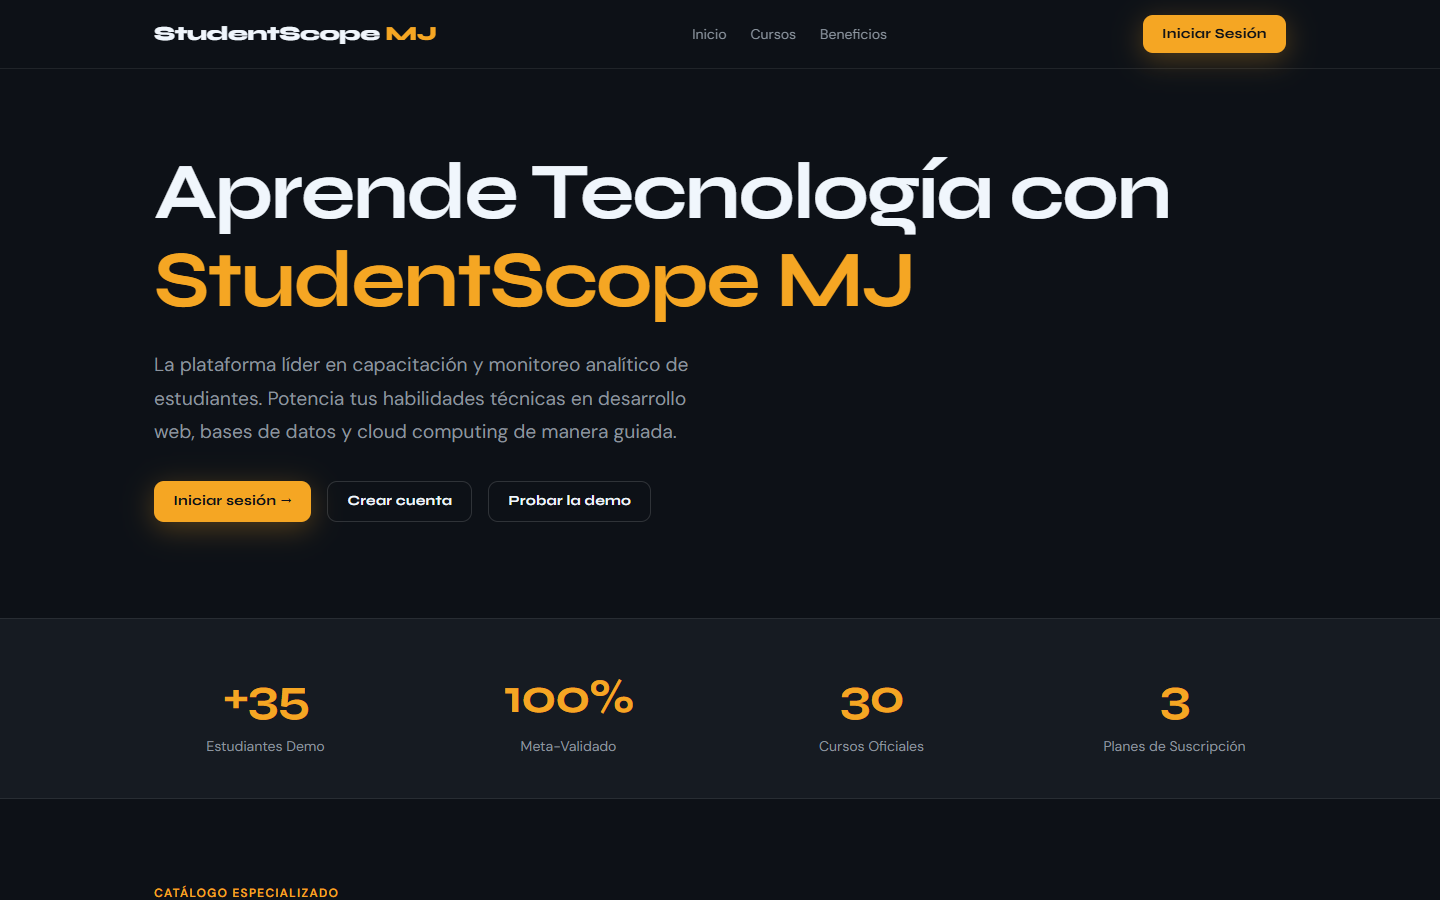 StudentScope MJ
Inicio Cursos Beneficios
Iniciar Sesión
Aprende Tecnología con
StudentScope MJ
La plataforma líder en capacitación y monitoreo analítico de
estudiantes. Potencia tus habilidades técnicas en desarrollo
web, bases de datos y cloud computing de manera guiada.
Iniciar sesión →
Crear cuenta
Probar la demo
+35
Estudiantes Demo
100%
Meta-Validado
30
Cursos Oficiales
3
Planes de Suscripción
CATÁLOGO ESPECIALIZADO